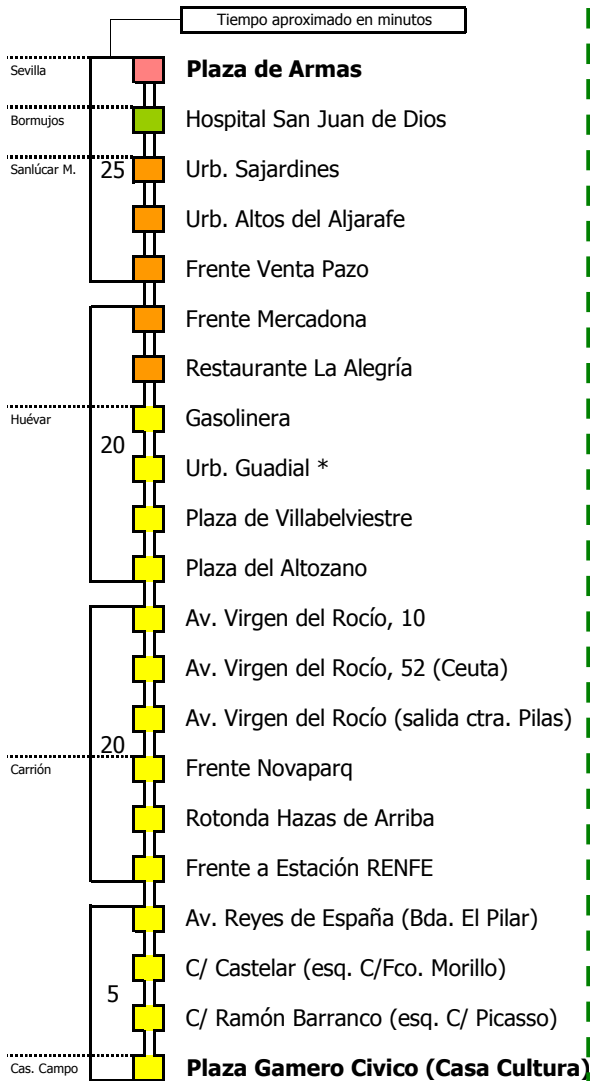 Tiempo aproximado en minutos
Sevilla
Plaza de Armas
Bormujos
Hospital San Juan de Dios
Sanlúcar M.
25
Urb. Sajardines
Urb. Altos del Aljarafe
Frente Venta Pazo
Frente Mercadona
Restaurante La Alegría
Huévar
Gasolinera
20
Urb. Guadial *
Plaza de Villabelviestre
Plaza del Altozano
Av. Virgen del Rocío, 10
Av. Virgen del Rocío, 52 (Ceuta)
Av. Virgen del Rocío (salida ctra. Pilas)
20
Carrión
Frente Novaparq
Rotonda Hazas de Arriba
Frente a Estación RENFE
Av. Reyes de España (Bda. El Pilar)
C/ Castelar (esq. C/Fco. Morillo)
5
C/ Ramón Barranco (esq. C/ Picasso)
Cas. Campo
Plaza Gamero Civico (Casa Cultura)